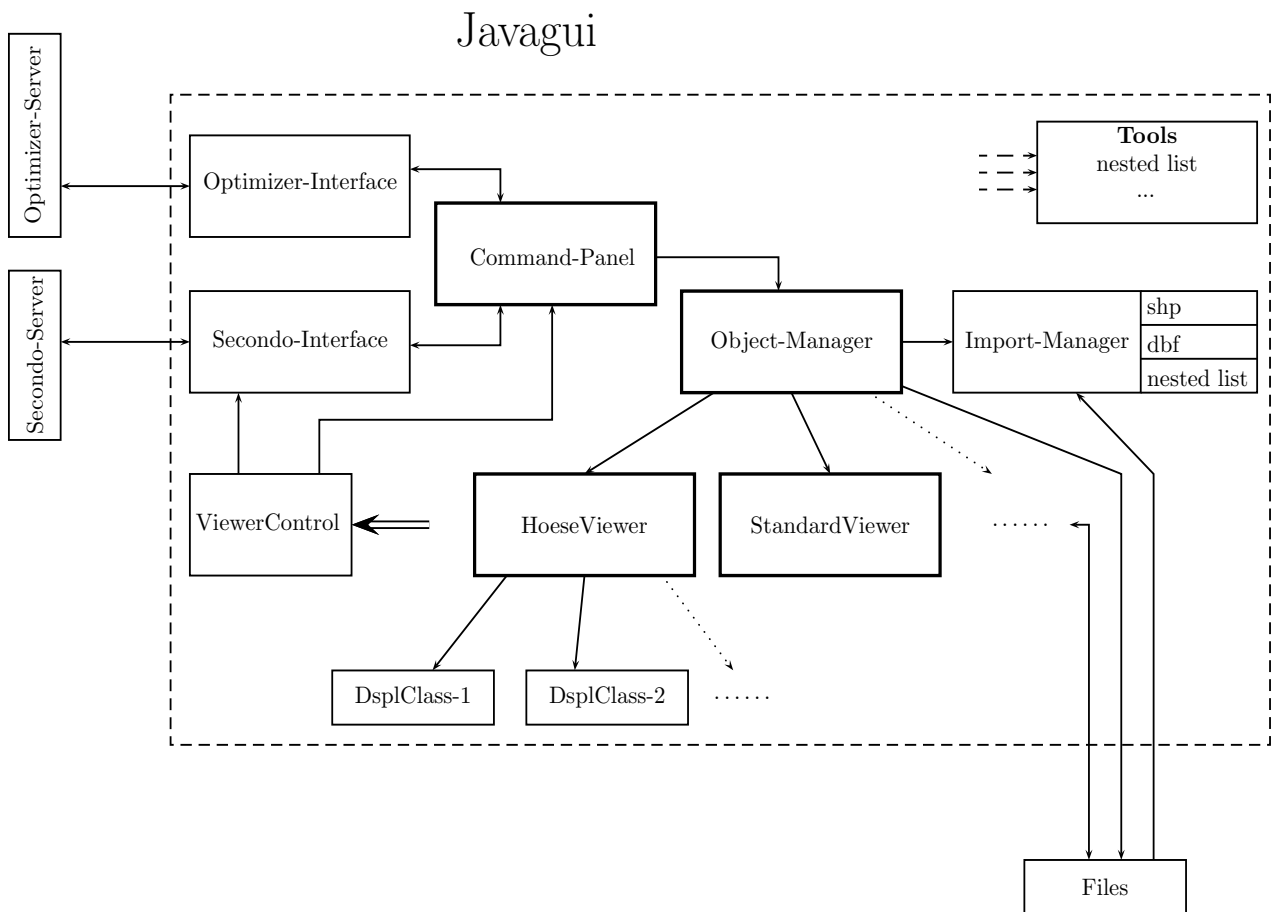 Javagui
Optimizer-Server
Optimizer-Interface
Tools
nested list
...
Command-Panel
Secondo-Server
Secondo-Interface
Object-Manager
Import-Manager
shp
dbf
nested list
ViewerControl
HoeseViewer
StandardViewer
......
DsplClass-1
DsplClass-2
......
Files